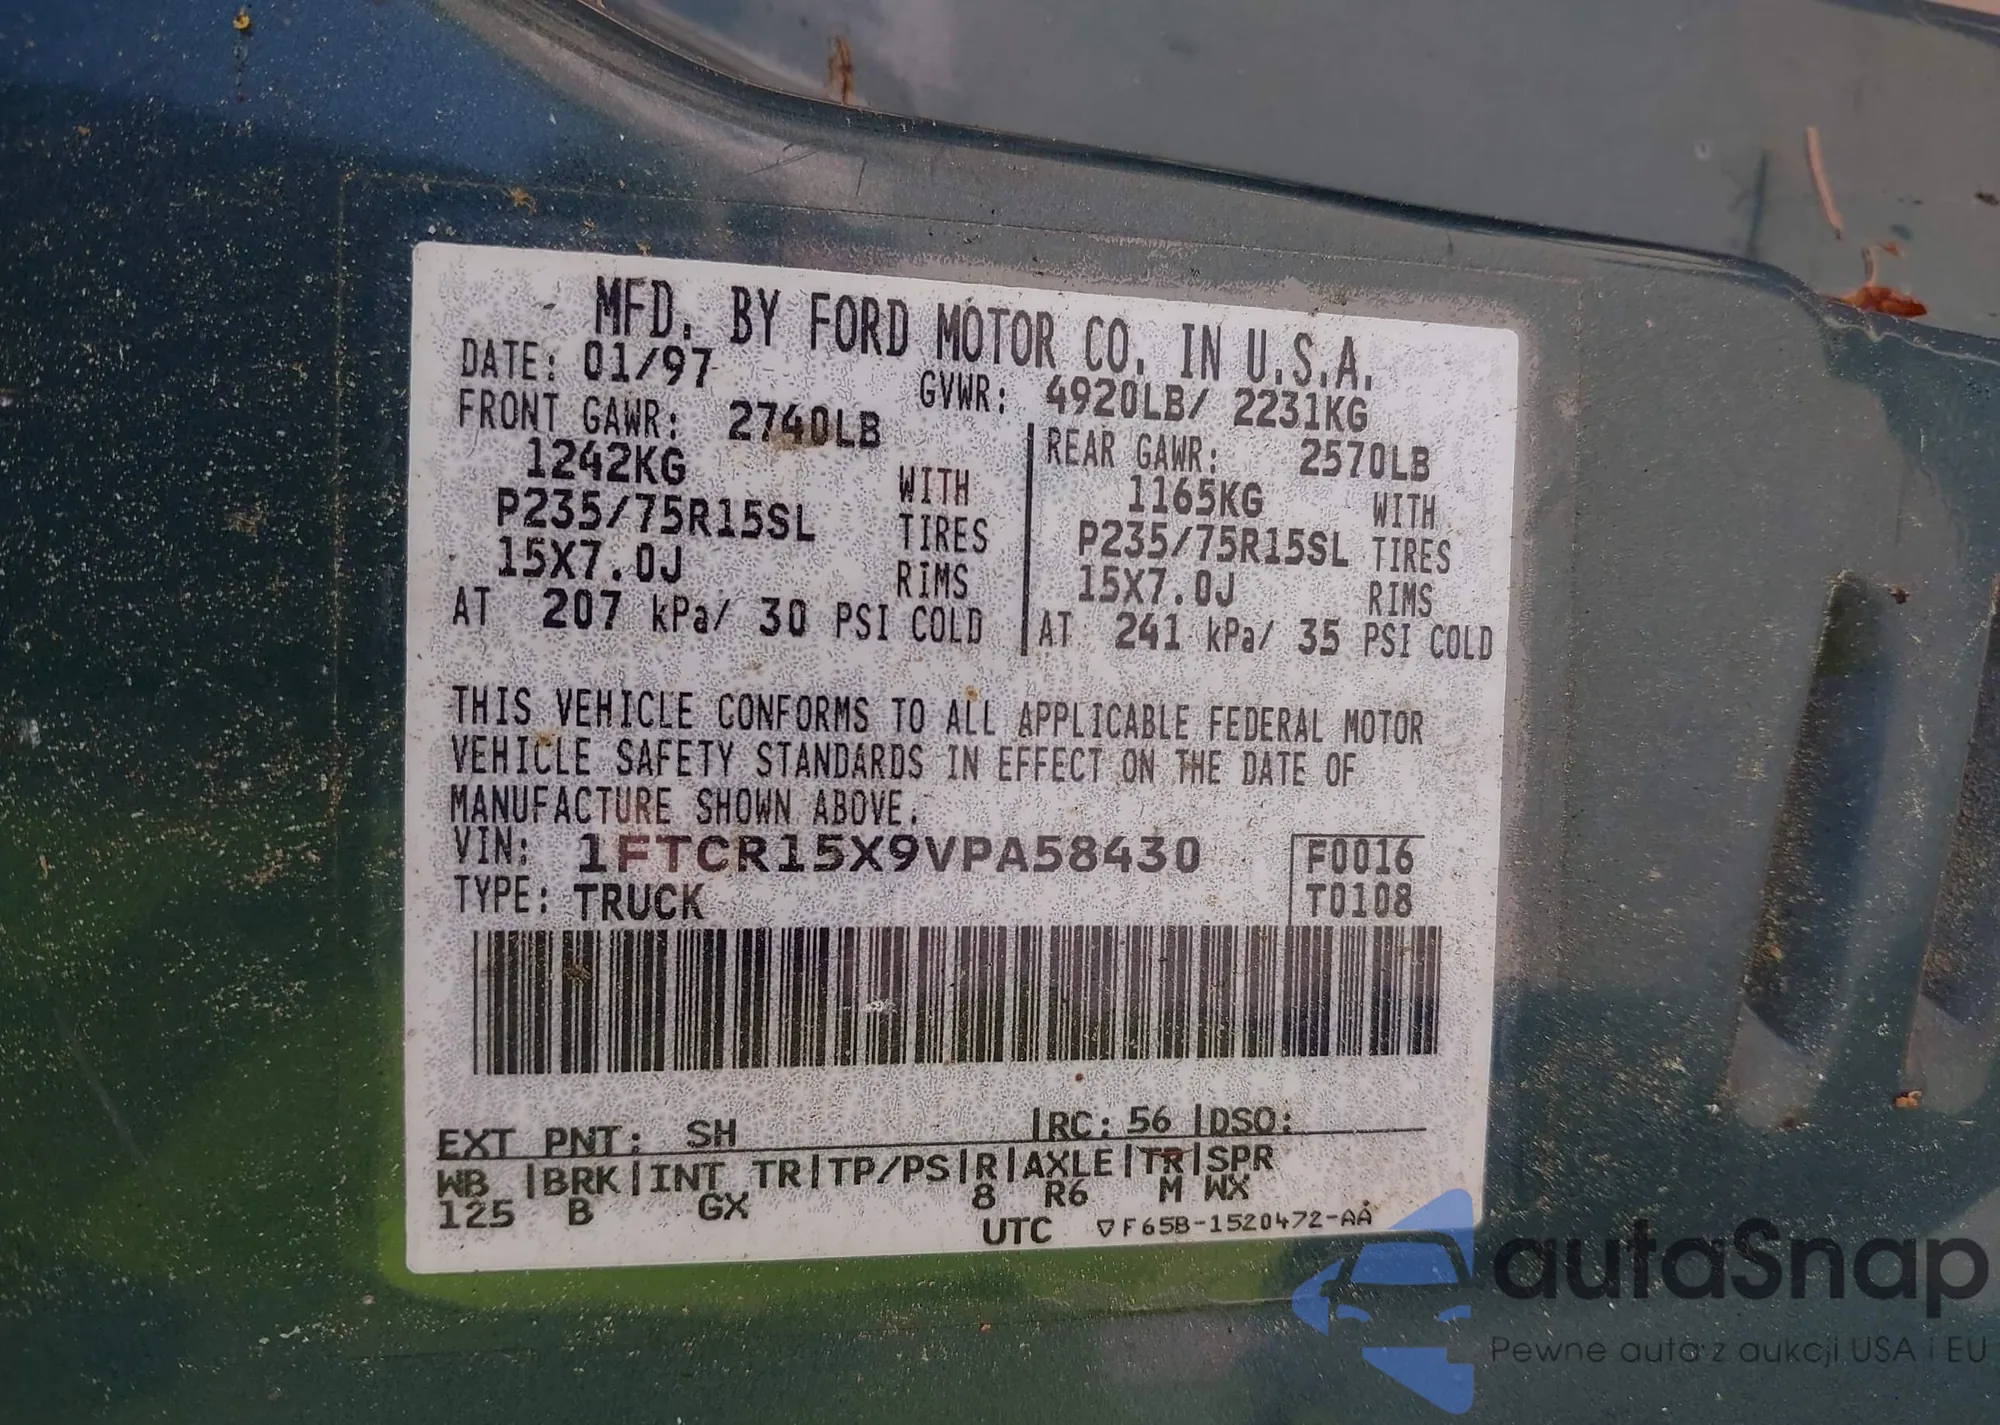 MFD. BY FORD MOTOR CO. IN U.S.A.
DATE: 01/97 GVWR: 4920LB/ 2231KG
FRONT GAWR: 2740LB REAR GAWR: 2570LB
1242KG WITH 1165KG WITH
P235/75R15SL TIRES P235/75R15SL TIRES
15X7.0J RIMS 15X7.0J RIMS
AT 207 kPa/ 30 PSI COLD AT 241 kPa/ 35 PSI COLD
THIS VEHICLE CONFORMS TO ALL APPLICABLE FEDERAL MOTOR
VEHICLE SAFETY STANDARDS IN EFFECT ON THE DATE OF
MANUFACTURE SHOWN ABOVE.
VIN: 1FTCR15X9VPA58430 F0016
TYPE: TRUCK T0108
EXT PNT: SH |RC: 56 |DSO:
WB |BRK|INT TR|TP/PS|R|AXLE|TR|SPR
125 B GX 8 R6 M WX
UTC ▽F65B-1520472-AA
autaSnap
Pewne auta z aukcji USA i EU